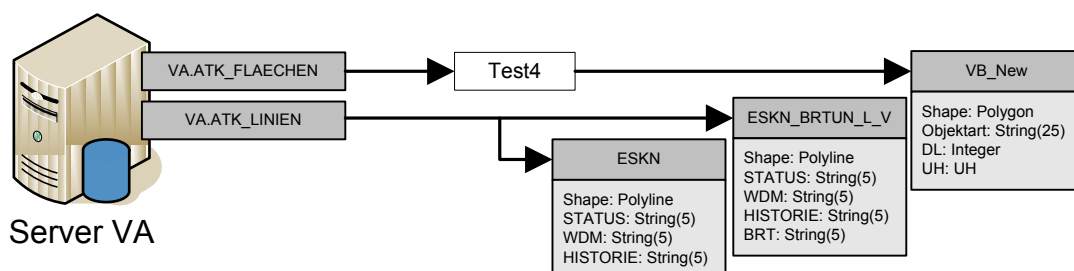 VA.ATK_FLAECHEN
Test4
VB_New
Shape: Polygon
Objektart: String(25)
DL: Integer
UH: UH
VA.ATK_LINIEN
ESKN_BRTUN_L_V
Shape: Polyline
STATUS: String(5)
WDM: String(5)
HISTORIE: String(5)
BRT: String(5)
ESKN
Shape: Polyline
STATUS: String(5)
WDM: String(5)
HISTORIE: String(5)
Server VA